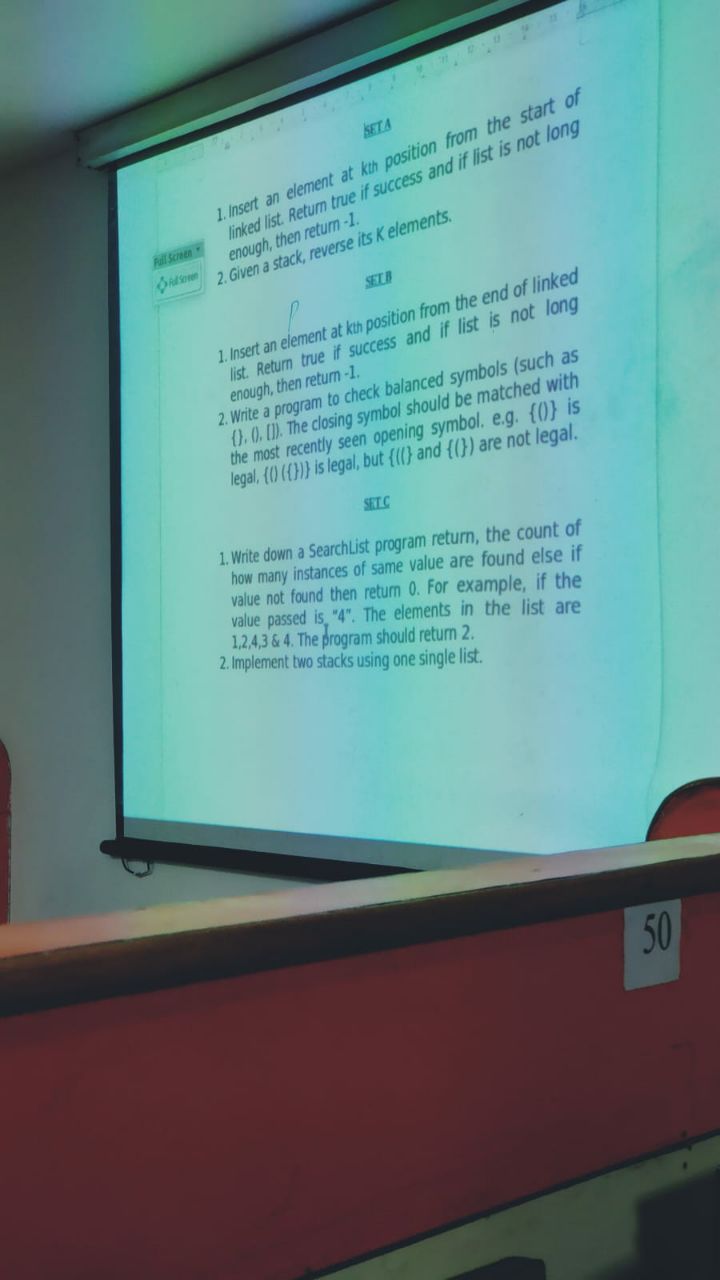 SET A
1. Insert an element at kth position from the start of
linked list. Return true if success and if list is not long
enough, then return -1.
2. Given a stack, reverse its K elements.
Full Screen
Full Screen
SET B
1. Insert an element at kth position from the end of linked
list. Return true if success and if list is not long
enough, then return -1.
2. Write a program to check balanced symbols (such as
{}, (), []). The closing symbol should be matched with
the most recently seen opening symbol. e.g. {()} is
legal, {() ({})} is legal, but {((} and {(}) are not legal.
SET C
1. Write down a SearchList program return, the count of
how many instances of same value are found else if
value not found then return 0. For example, if the
value passed is, "4". The elements in the list are
1,2,4,3 & 4. The program should return 2.
2. Implement two stacks using one single list.
50